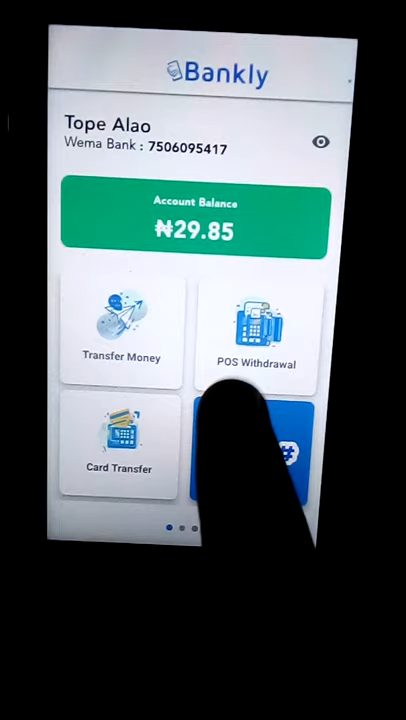 Bankly
Tope Alao
Wema Bank : 7506095417
Account Balance
₦29.85
Transfer Money
POS Withdrawal
Card Transfer
#